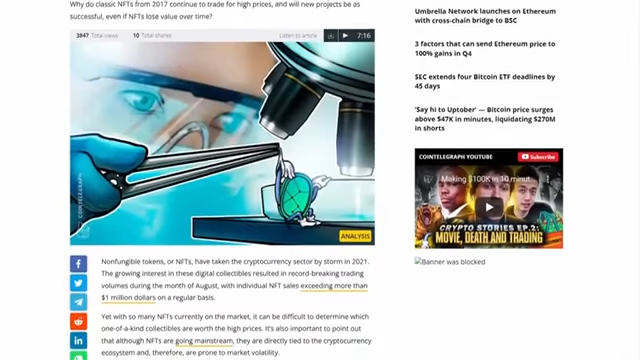 Why do classic NFTs from 2017 continue to trade for high prices, and will new projects be as
successful, even if NFTs lose value over time?
3847 Total views 10 Total shares Listen to article 7:16
COINTELEGRAPH
ANALYSIS
Nonfungible tokens, or NFTs, have taken the cryptocurrency sector by storm in 2021.
The growing interest in these digital collectibles resulted in record-breaking trading
volumes during the month of August, with individual NFT sales exceeding more than
$1 million dollars on a regular basis.
Yet with so many NFTs currently on the market, it can be difficult to determine which
one-of-a-kind collectibles are worth the high prices. It's also important to point out
that although NFTs are going mainstream, they are directly tied to the cryptocurrency
ecosystem and, therefore, are prone to market volatility.
Umbrella Network launches on Ethereum
with cross-chain bridge to BSC
3 factors that can send Ethereum price to
100% gains in Q4
SEC extends four Bitcoin ETF deadlines by
45 days
'Say hi to Uptober' — Bitcoin price surges
above $47K in minutes, liquidating $270M
in shorts
COINTELEGRAPH YOUTUBE Subscribe
Making $100K in 10 minut...
CRYPTO STORIES EP.2:
MOVIE, DEATH AND TRADING
Banner was blocked